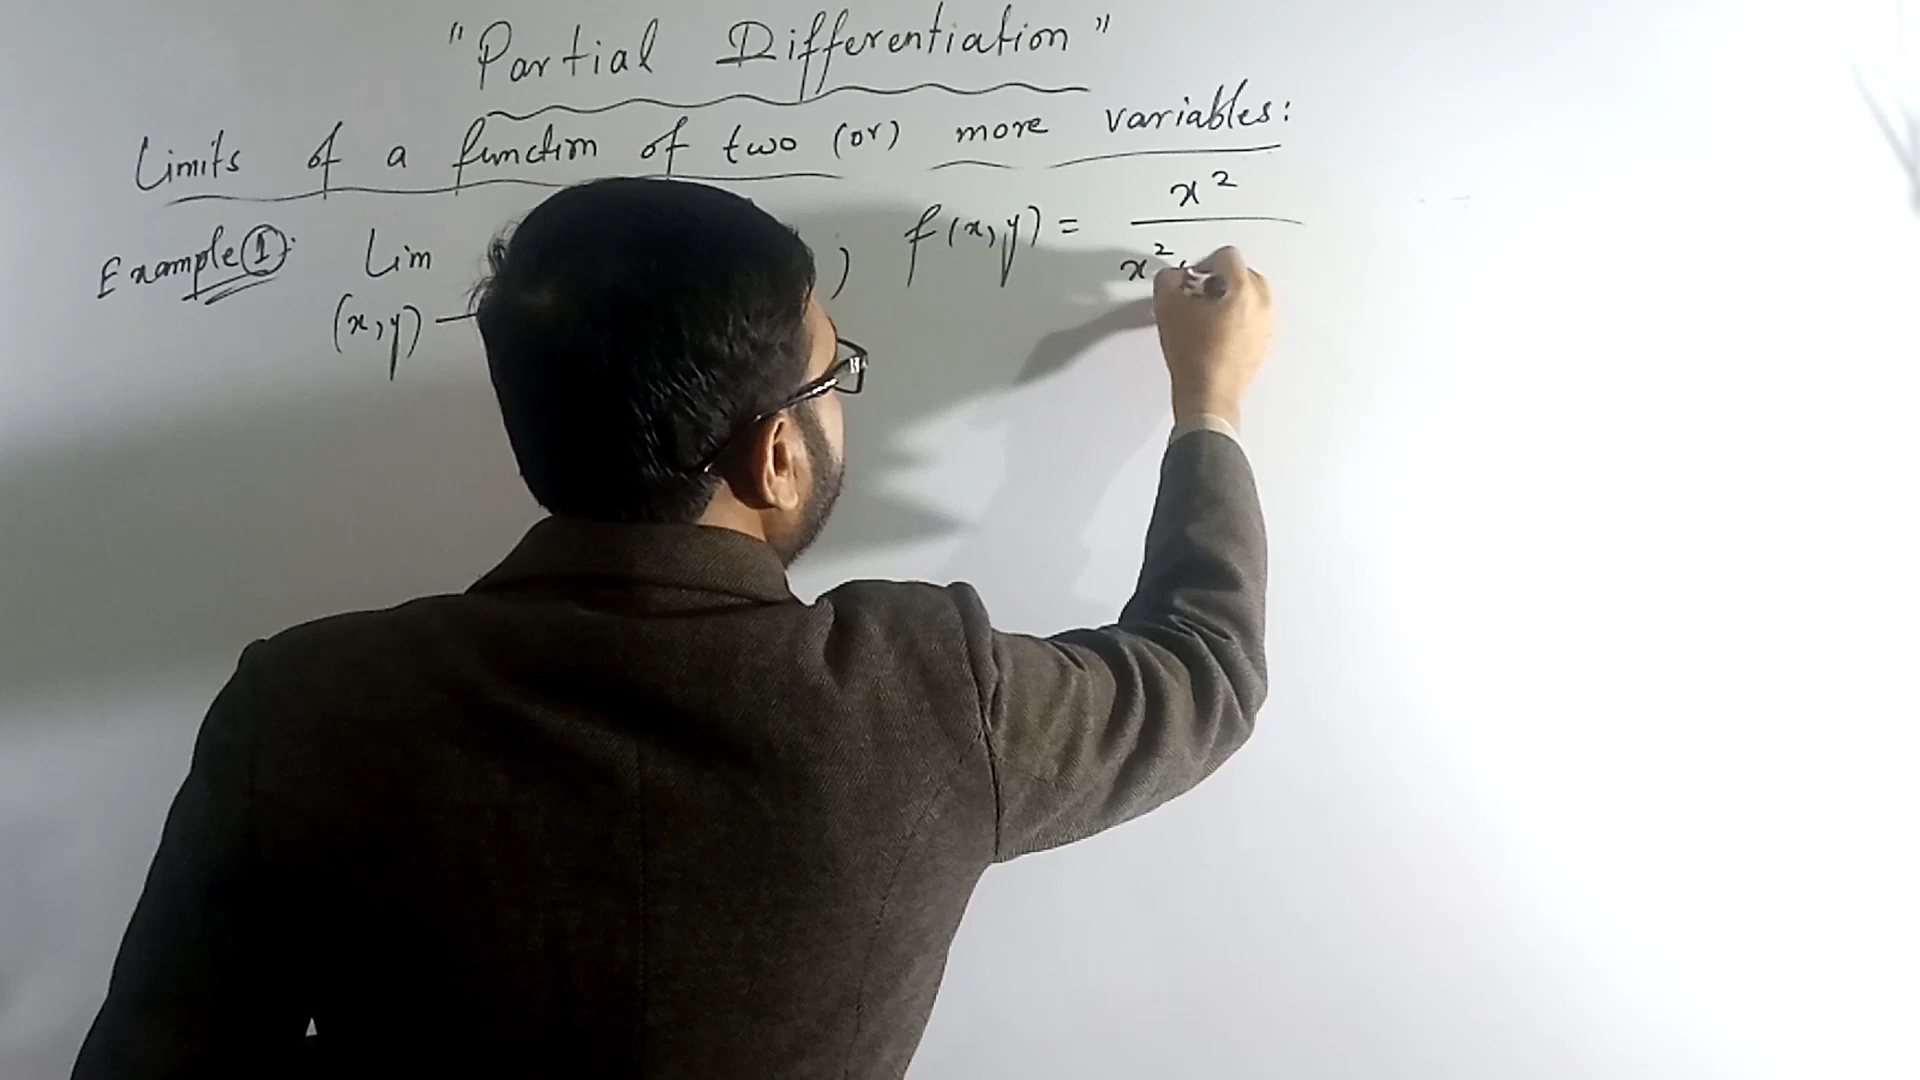 "Partial Differentiation"
Limits of a function of two (or) more variables:
Example ①: Lim ) f(x,y) = x²
(x,y) x²